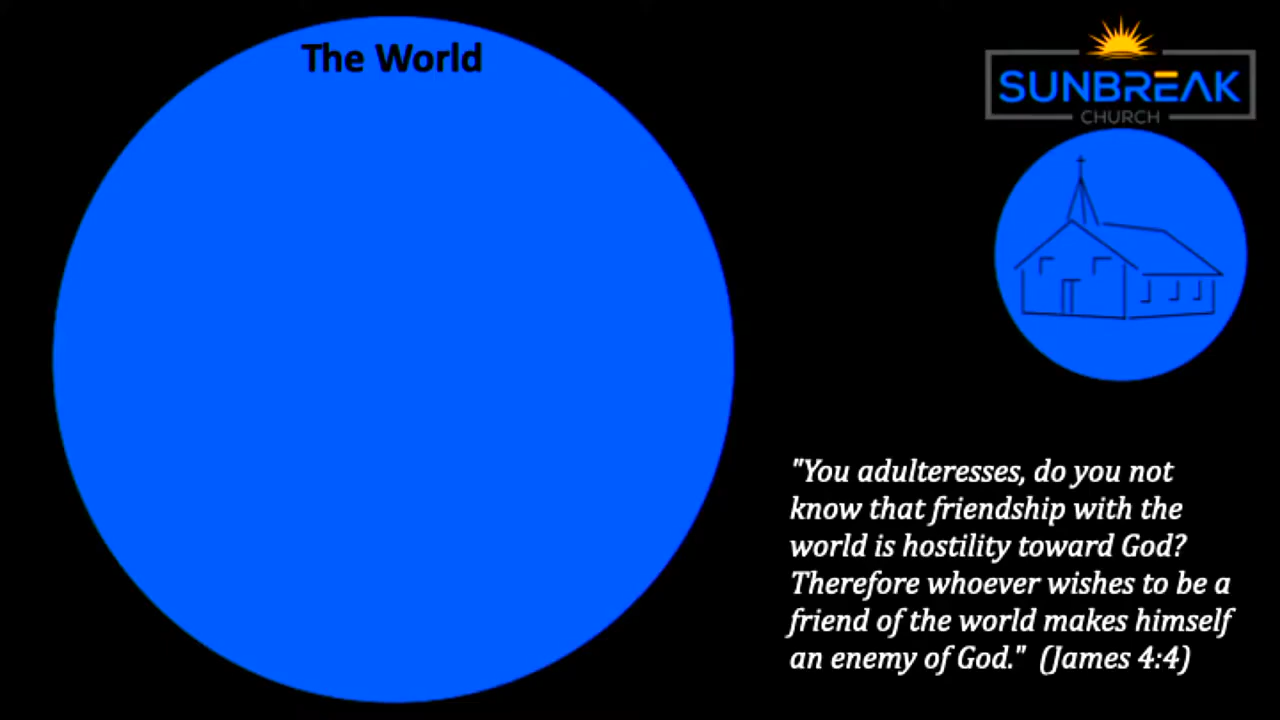 The World
SUNBREAK
CHURCH
"You adulteresses, do you not
know that friendship with the
world is hostility toward God?
Therefore whoever wishes to be a
friend of the world makes himself
an enemy of God." (James 4:4)